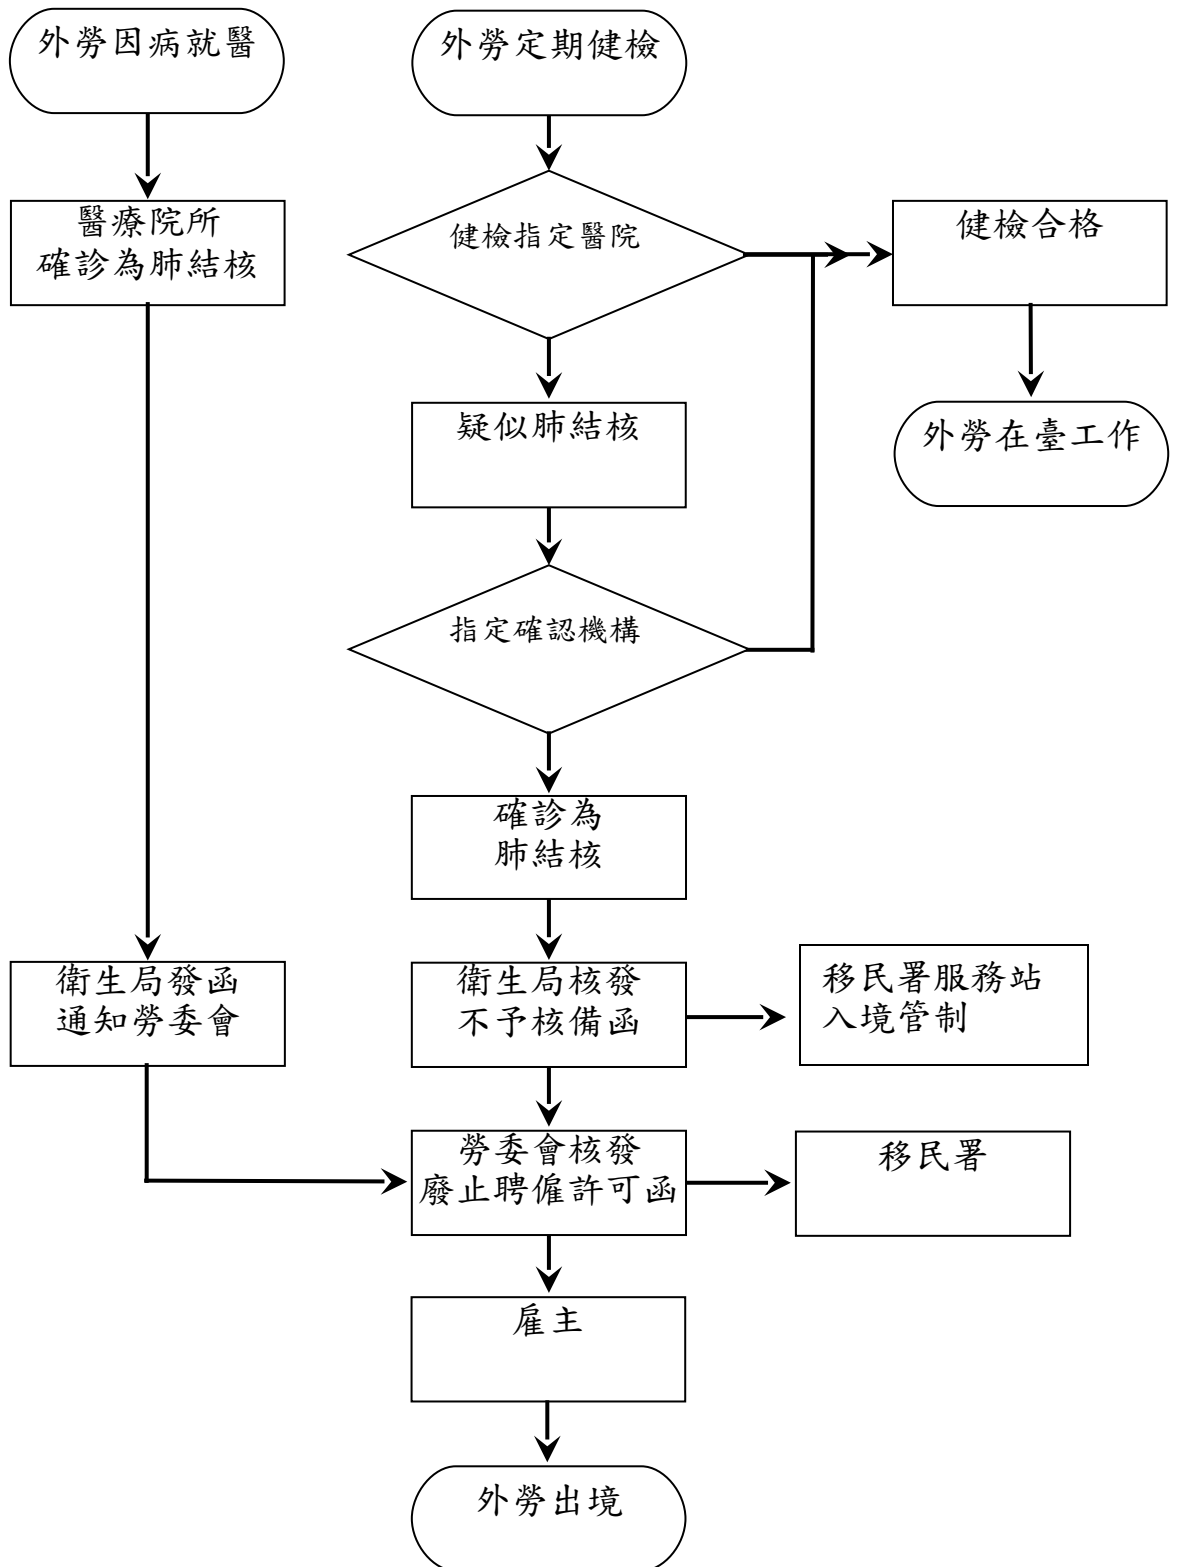 外勞因病就醫
外勞定期健檢
醫療院所
確診為肺結核
健檢指定醫院
健檢合格
疑似肺結核
外勞在臺工作
指定確認機構
確診為
肺結核
衛生局發函
通知勞委會
衛生局核發
不予核備函
移民署服務站
入境管制
勞委會核發
廢止聘僱許可函
移民署
雇主
外勞出境